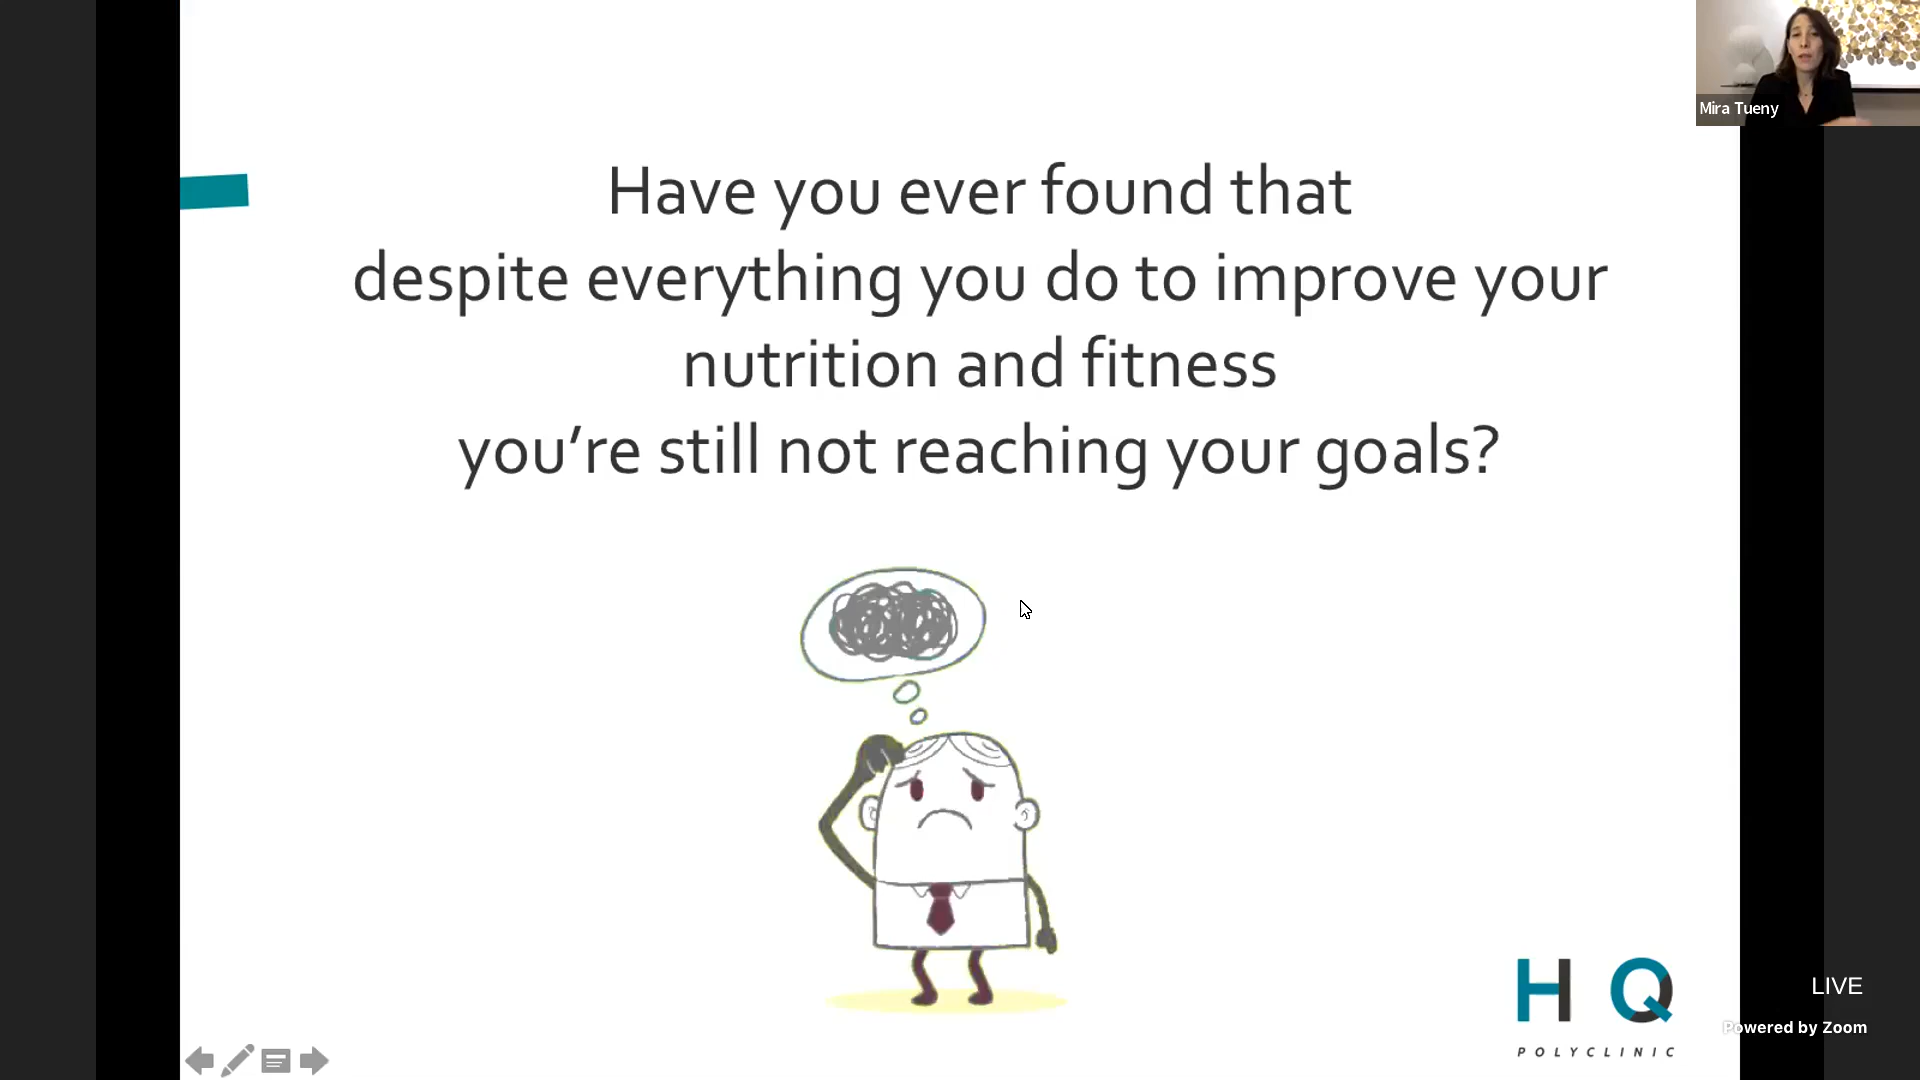 Mira Tueny
Have you ever found that
despite everything you do to improve your
nutrition and fitness
you’re still not reaching your goals?
H Q
POLYCLINIC
LIVE
Powered by Zoom